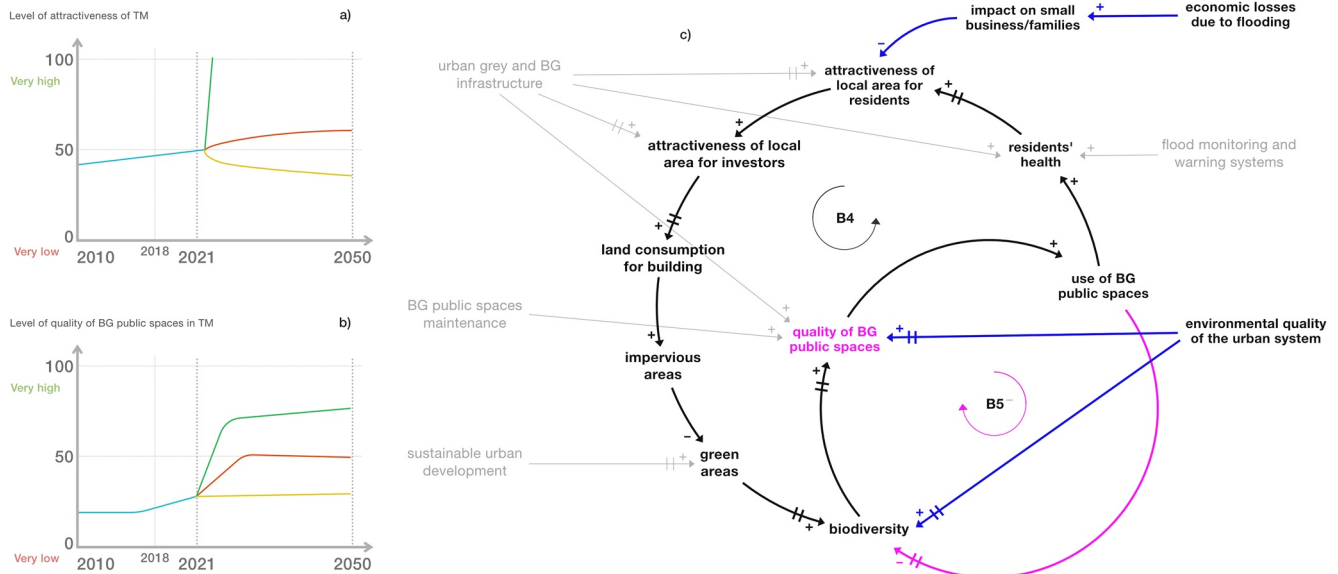 Level of attractiveness of TM
a)
100
Very high
50
0
Very low
2010
2018
2021
2050
Level of quality of BG public spaces in TM
b)
100
Very high
50
0
Very low
2010
2018
2021
2050
c)
impact on small
business/families
+
economic losses
due to flooding
–
urban grey and BG
infrastructure
+
attractiveness of
local area for
residents
+
+
+
attractiveness of local
area for investors
+
residents'
health
+
flood monitoring and
warning systems
+
B4
+
land consumption
for building
+
use of BG
public spaces
BG public spaces
maintenance
+
+
quality of BG
public spaces
+
environmental quality
of the urban system
+
impervious
areas
+
B5–
–
sustainable urban
development
+
green
areas
+
biodiversity
+
–